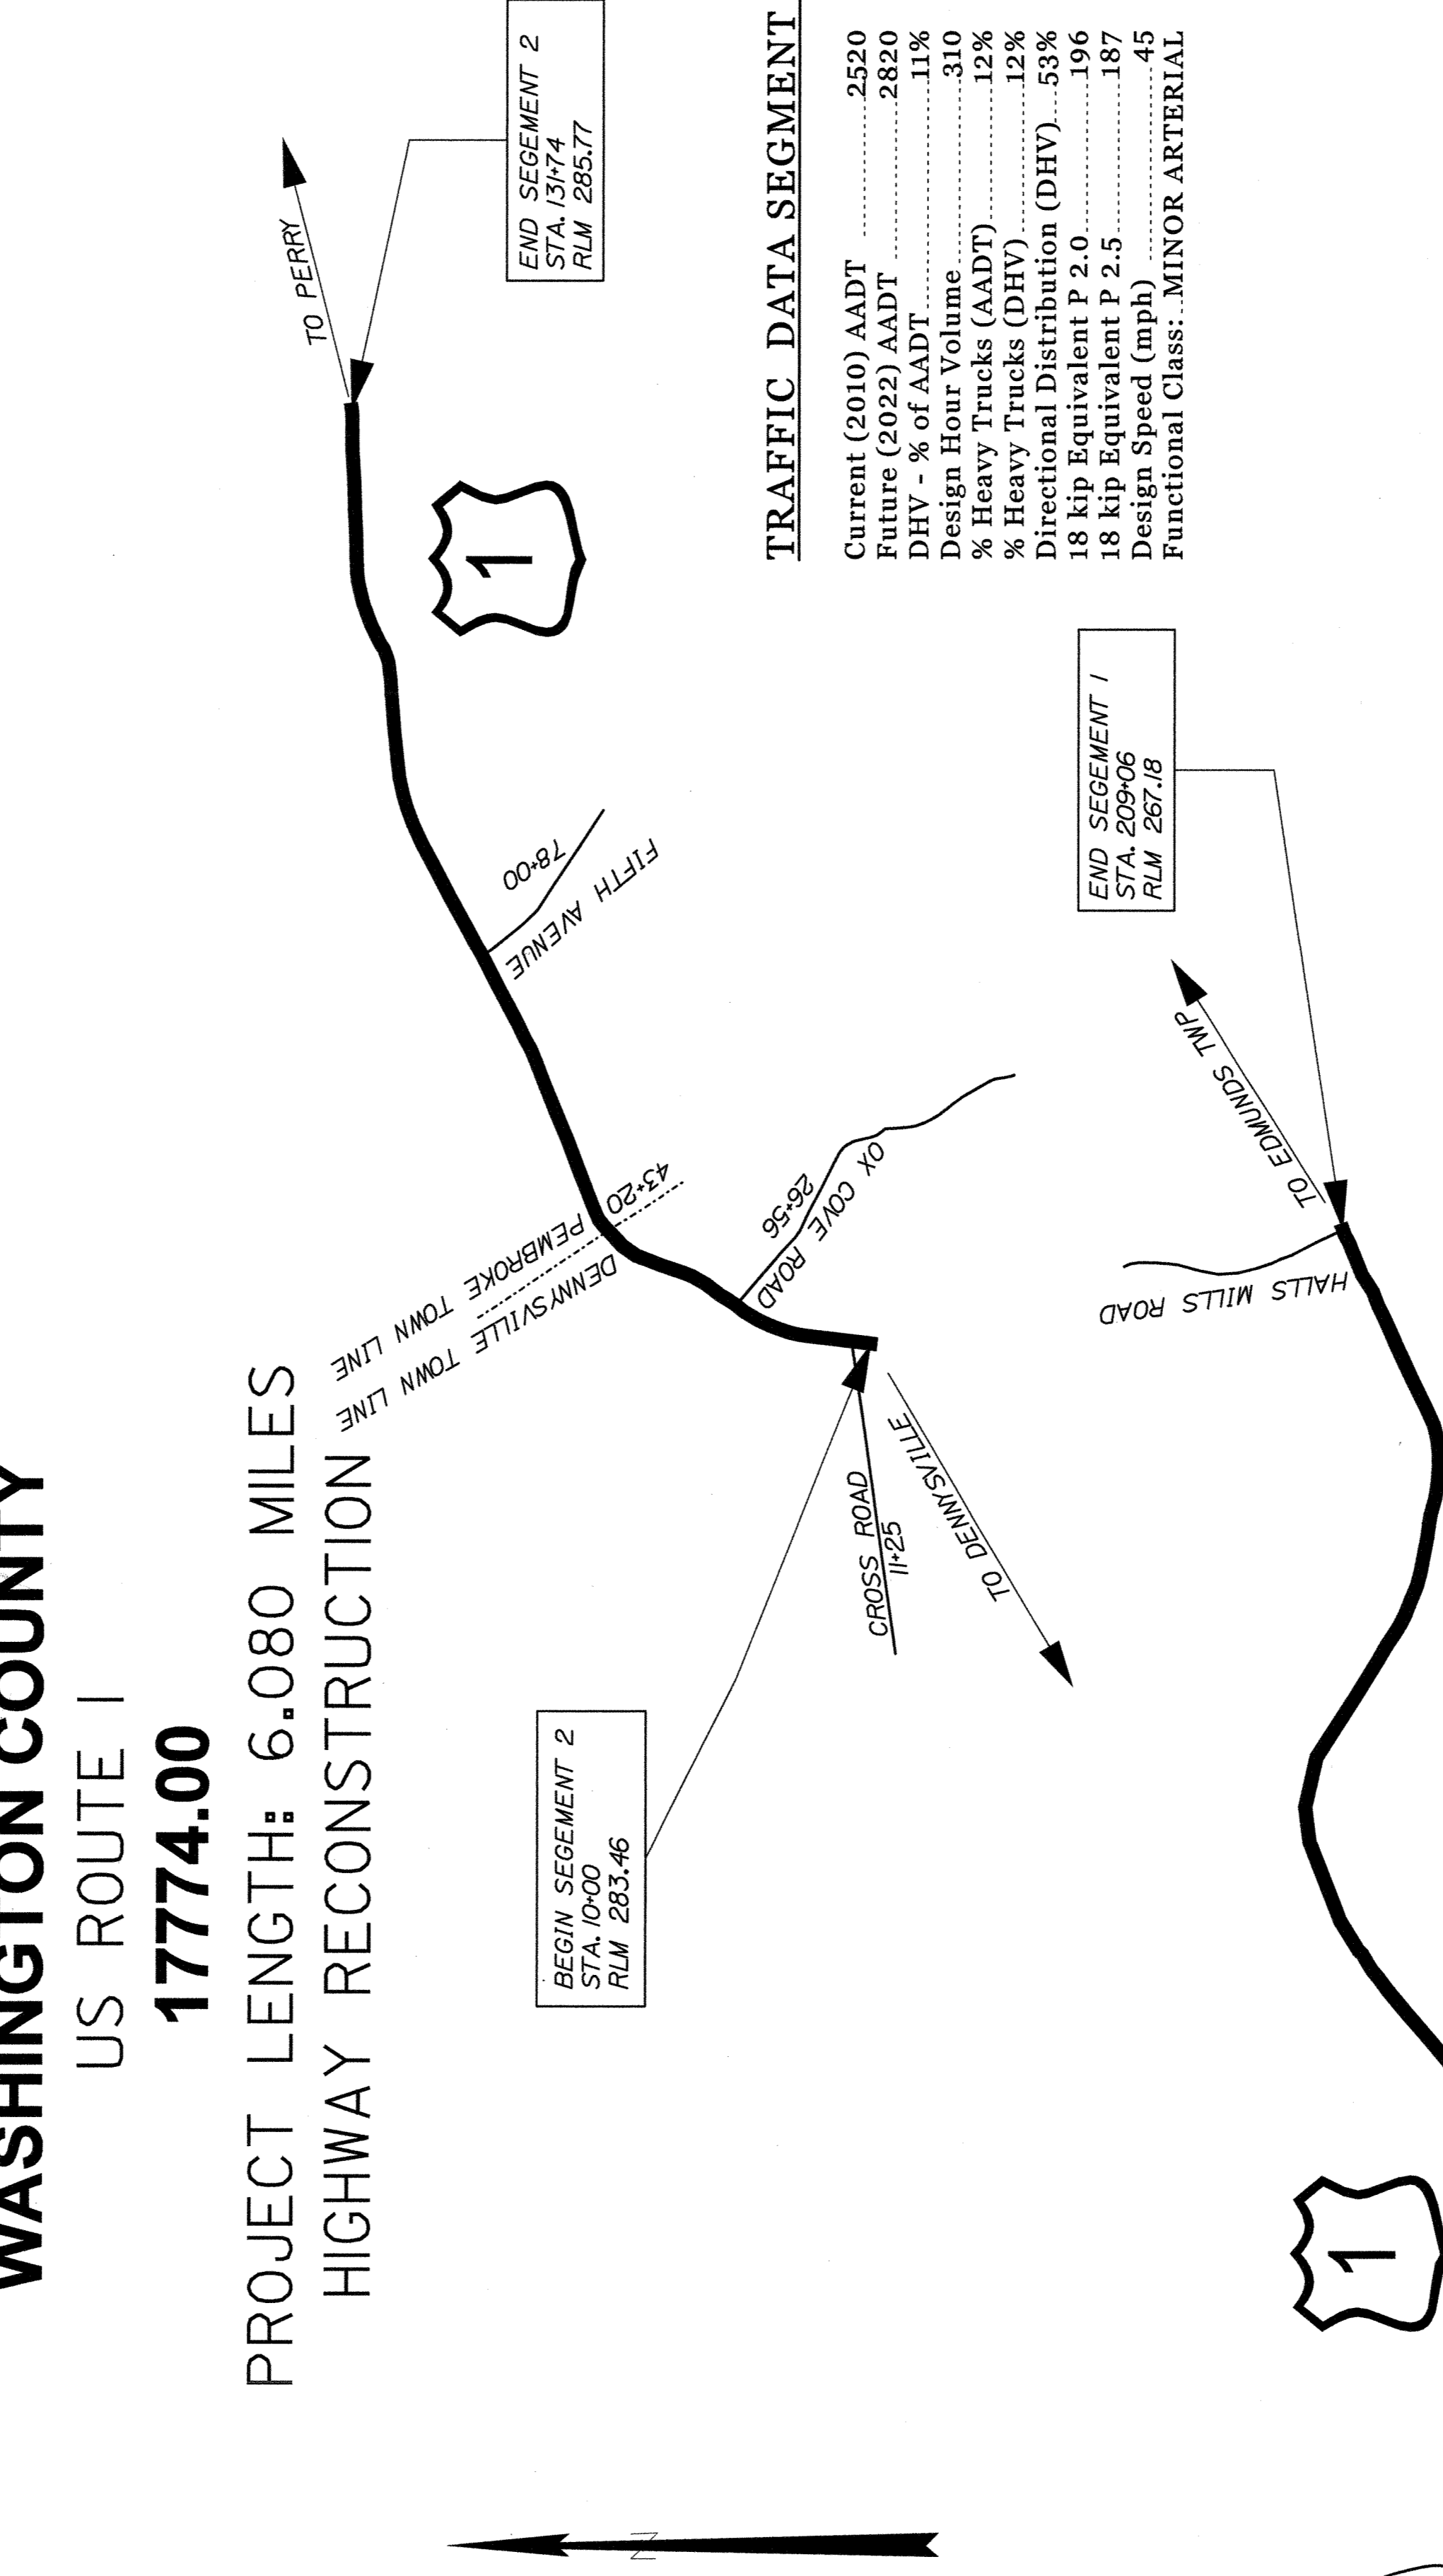 WASHINGTON COUNTY
US ROUTE 1
17774.00
PROJECT LENGTH: 6.080 MILES
HIGHWAY RECONSTRUCTION
TO PERRY
END SEGEMENT 2
STA. 131+74
RLM 285.77
1
78+00
FIFTH AVENUE
PEMBROKE TOWN LINE
DENNYSVILLE TOWN LINE
43+20
26+56
OX COVE ROAD
BEGIN SEGEMENT 2
STA. 10+00
RLM 283.46
CROSS ROAD
11+25
TO DENNYSVILLE
TRAFFIC DATA SEGMENT
Current (2010) AADT 2520
Future (2022) AADT 2820
DHV - % of AADT 11%
Design Hour Volume 310
% Heavy Trucks (AADT) 12%
% Heavy Trucks (DHV) 12%
Directional Distribution (DHV) 53%
18 kip Equivalent P 2.0 196
18 kip Equivalent P 2.5 187
Design Speed (mph) 45
Functional Class: MINOR ARTERIAL
END SEGEMENT 1
STA. 209+06
RLM 267.18
TO EDMUNDS TWP
HALLS MILLS ROAD
1
N